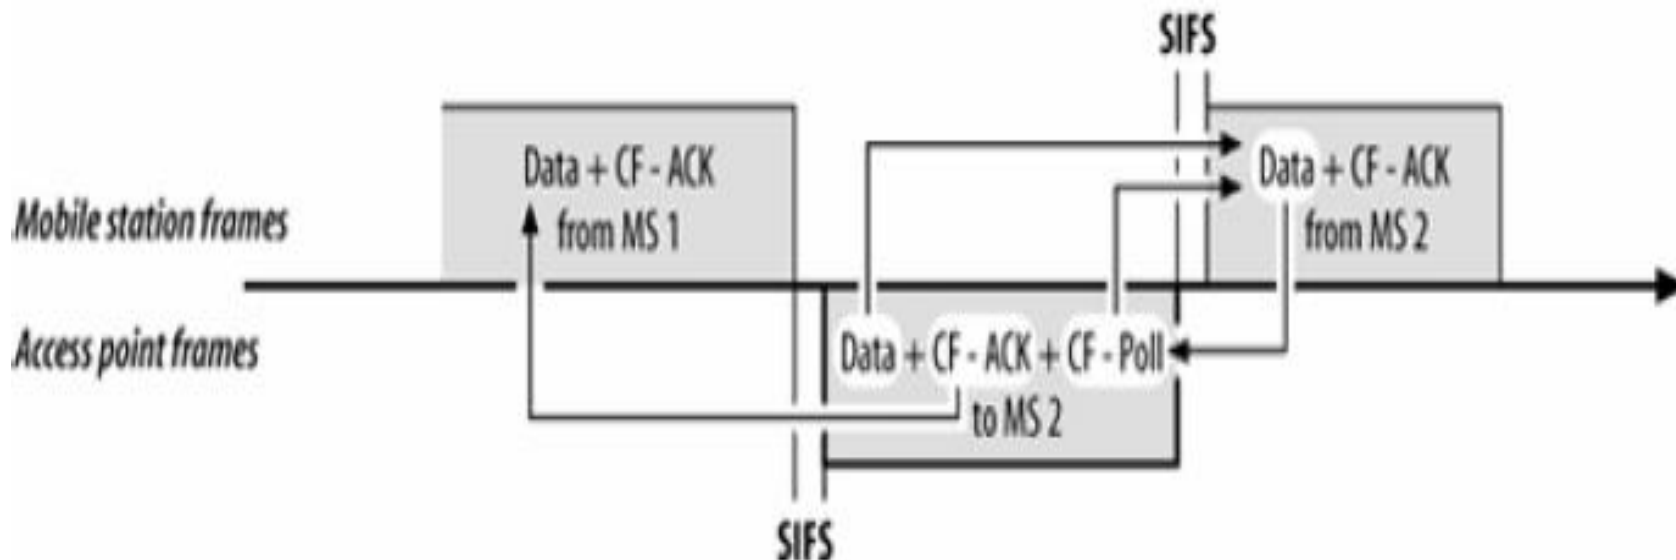 SIFS
Data + CF - ACK
from MS 1
Data + CF - ACK
from MS 2
Mobile station frames
Access point frames
Data + CF - ACK + CF - Poll
to MS 2
SIFS